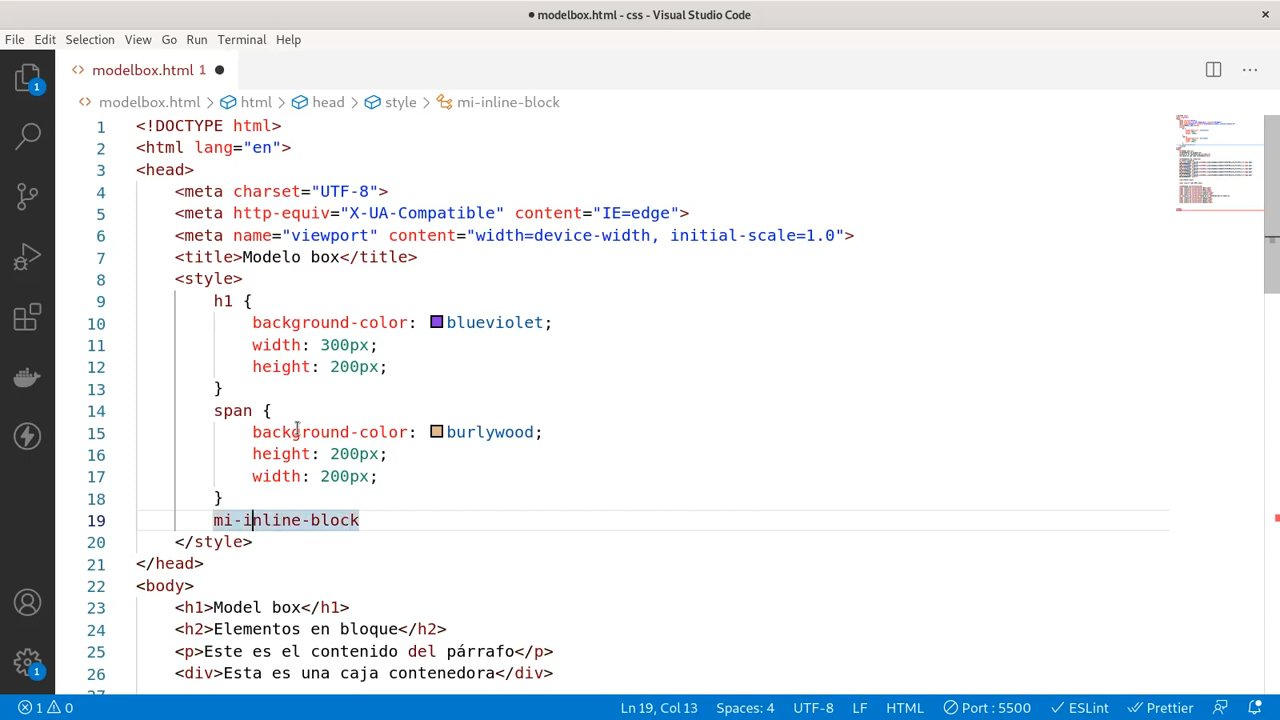 ● modelbox.html - css - Visual Studio Code
File Edit Selection View Go Run Terminal Help
modelbox.html 1
modelbox.html > html > head > style > mi-inline-block
1 <!DOCTYPE html>
2 <html lang="en">
3 <head>
4 <meta charset="UTF-8">
5 <meta http-equiv="X-UA-Compatible" content="IE=edge">
6 <meta name="viewport" content="width=device-width, initial-scale=1.0">
7 <title>Modelo box</title>
8 <style>
9 h1 {
10 background-color: blueviolet;
11 width: 300px;
12 height: 200px;
13 }
14 span {
15 background-color: burlywood;
16 height: 200px;
17 width: 200px;
18 }
19 mi-inline-block
20 </style>
21 </head>
22 <body>
23 <h1>Model box</h1>
24 <h2>Elementos en bloque</h2>
25 <p>Este es el contenido del párrafo</p>
26 <div>Esta es una caja contenedora</div>
1
1
1 0 Ln 19, Col 13 Spaces: 4 UTF-8 LF HTML Port : 5500 ESLint Prettier